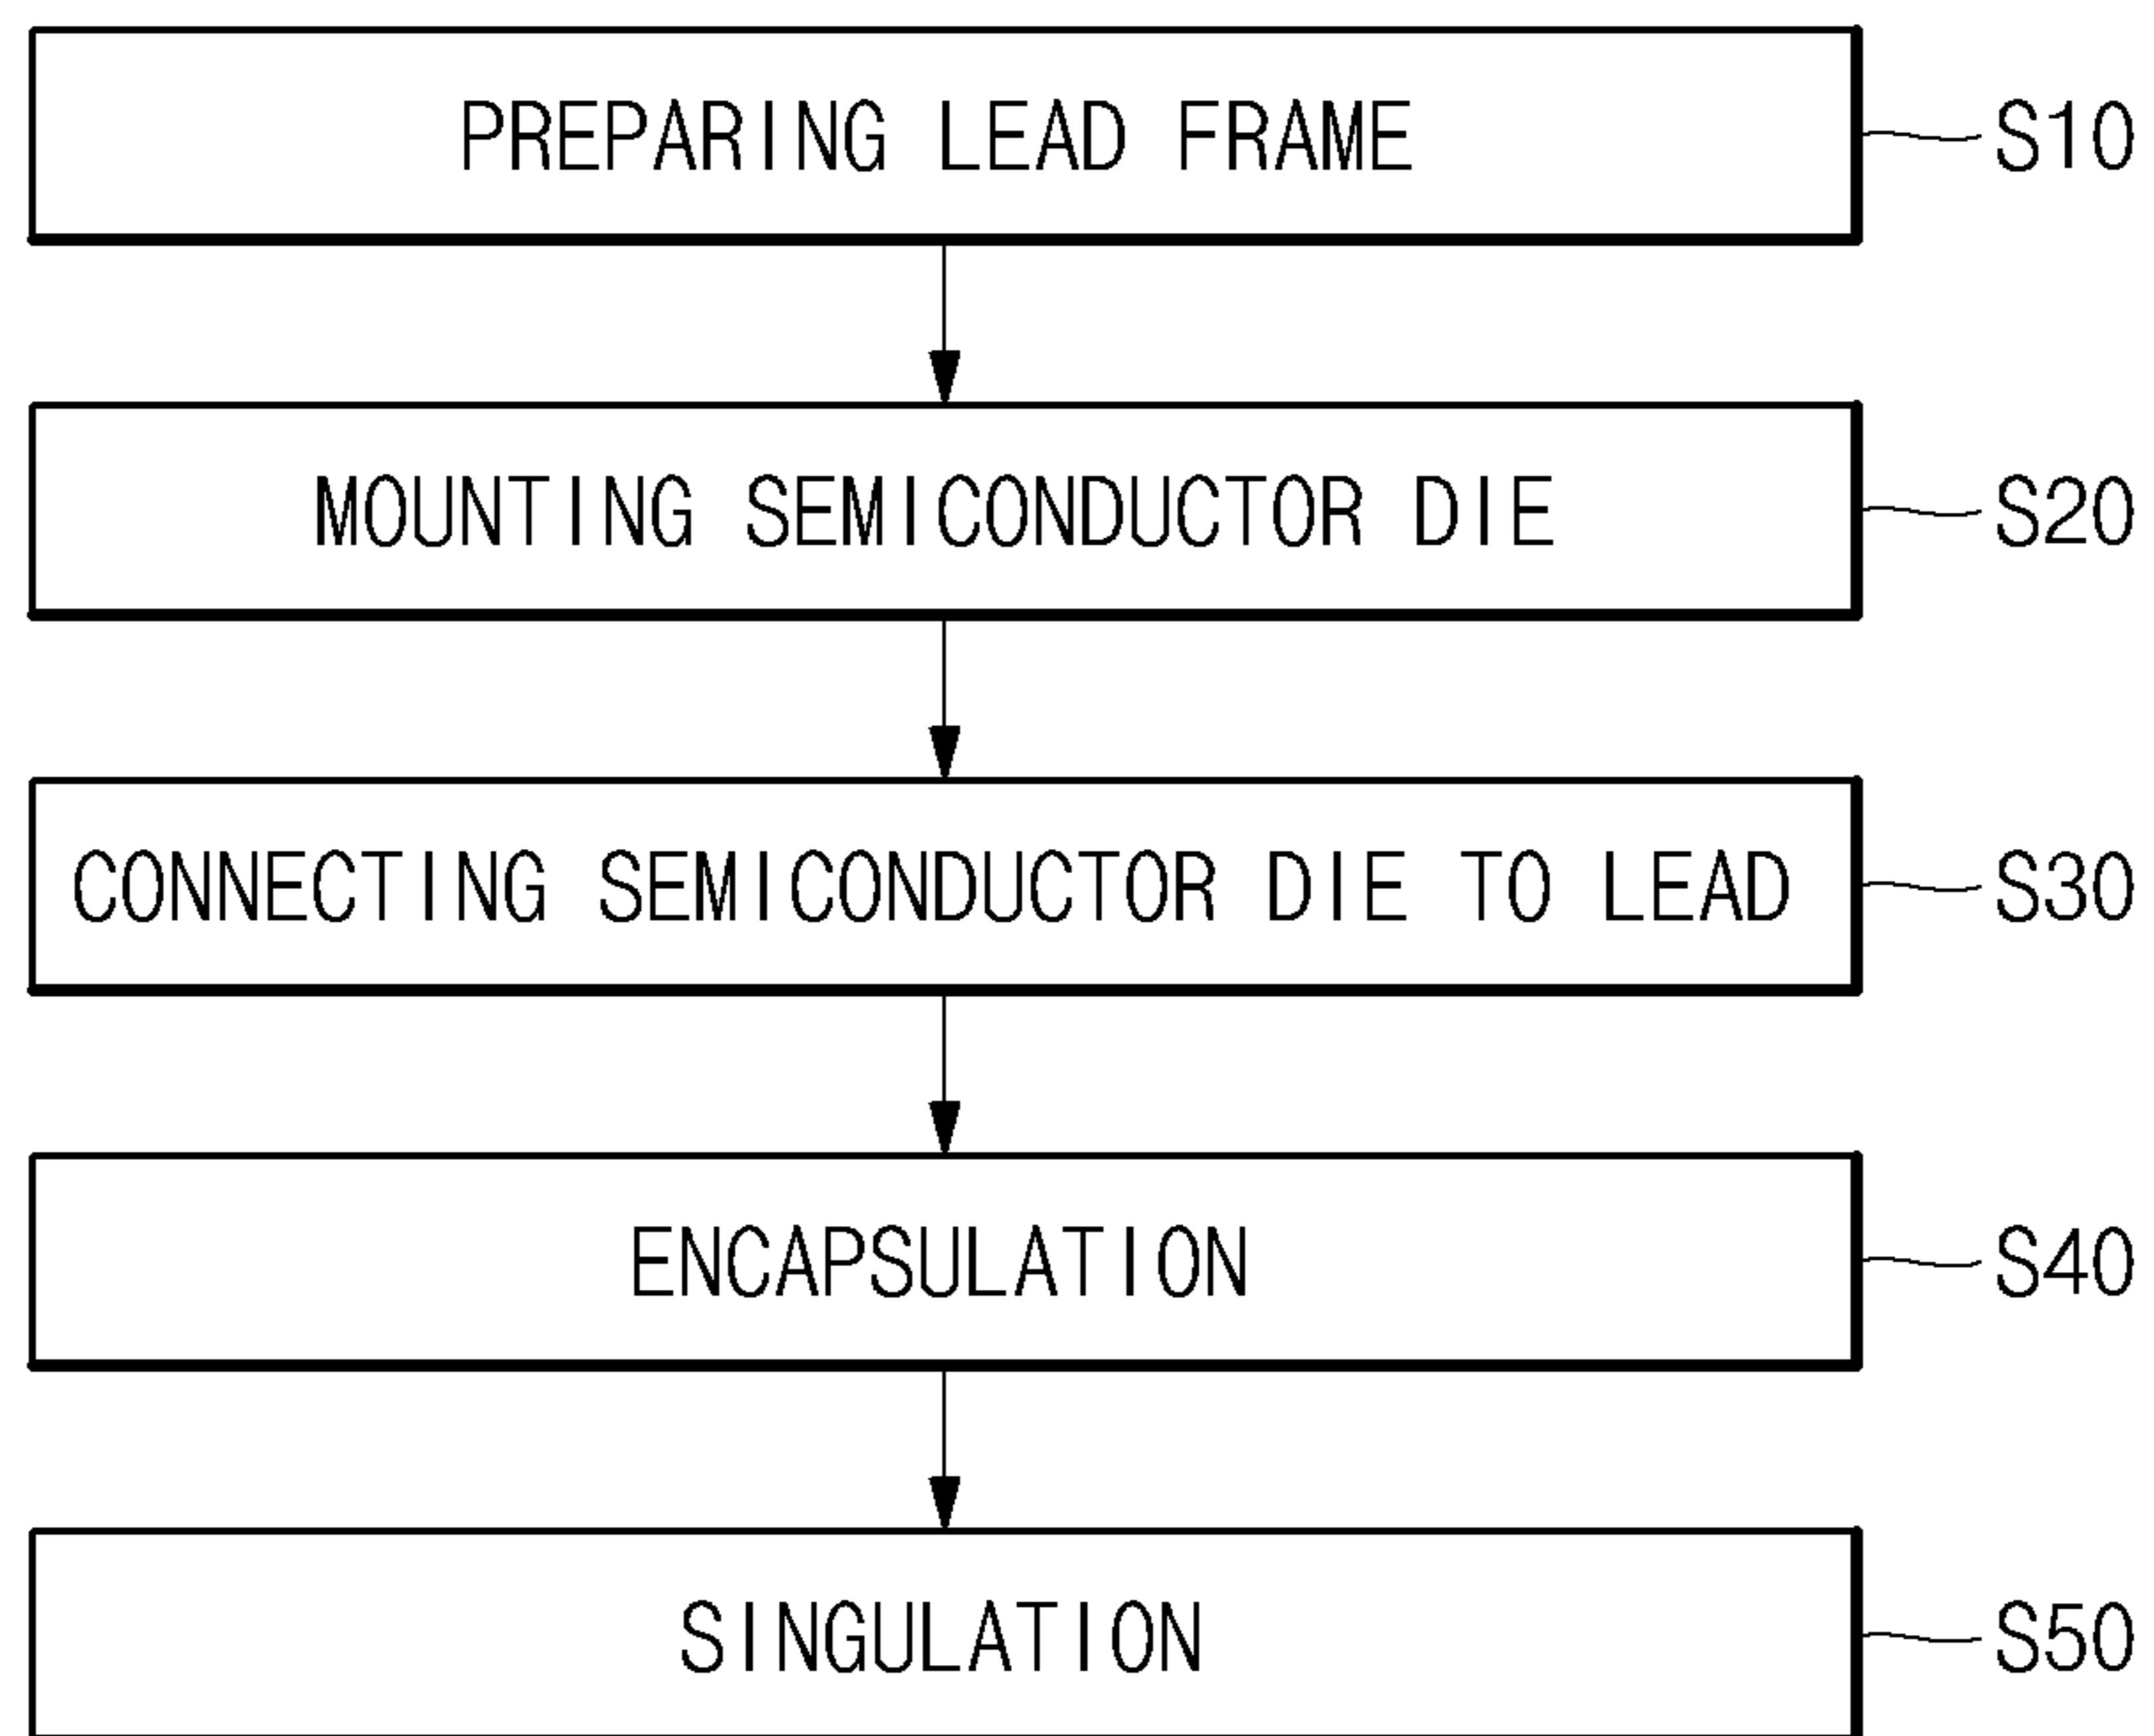 PREPARING LEAD FRAME S10
MOUNTING SEMICONDUCTOR DIE S20
CONNECTING SEMICONDUCTOR DIE TO LEAD S30
ENCAPSULATION S40
SINGULATION S50